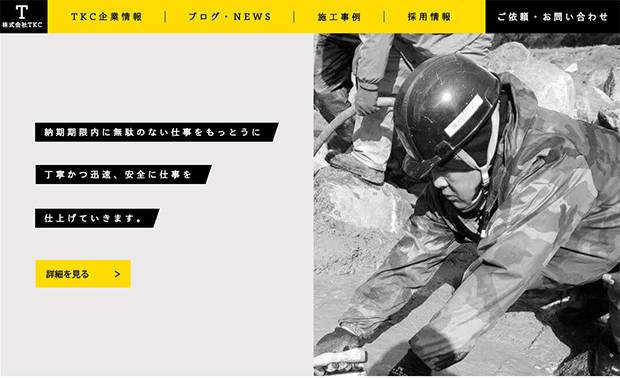 T
株式会社TKC
TKC企業情報
ブログ・NEWS
施工事例
採用情報
ご依頼・お問い合わせ
納期期限内に無駄のない仕事をもっとうに
丁寧かつ迅速、安全に仕事を
仕上げていきます。
詳細を見る >